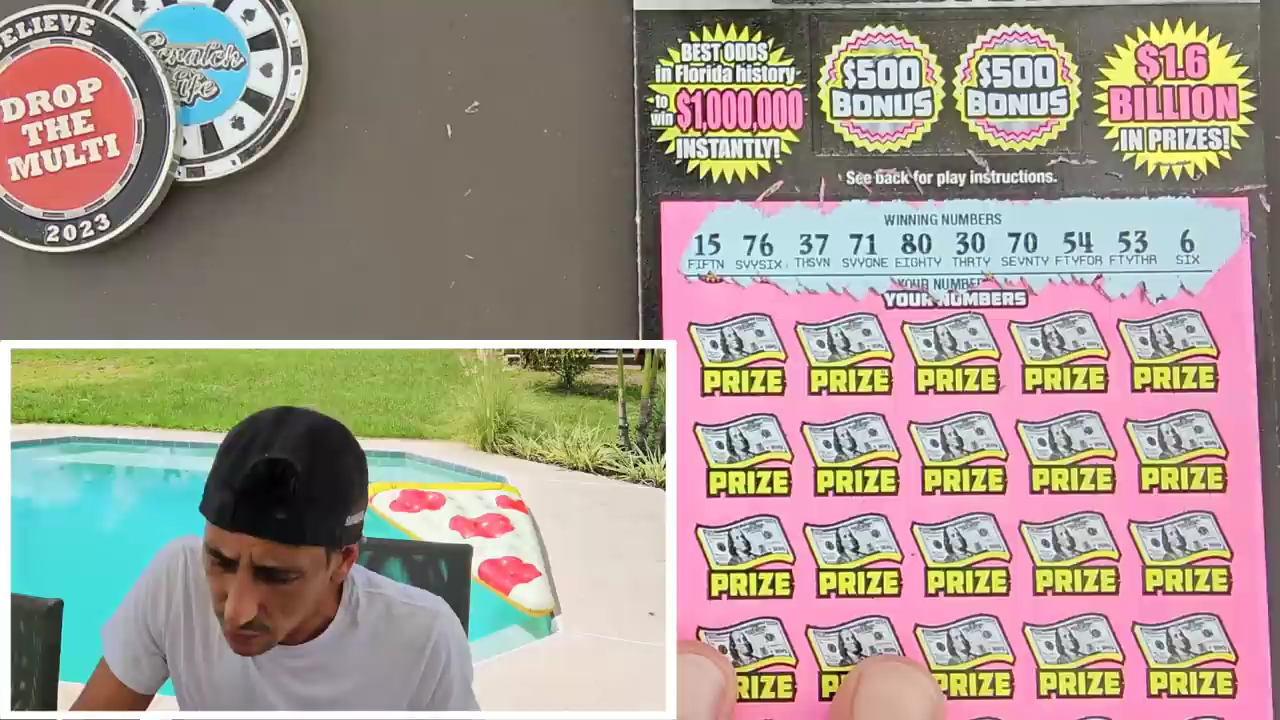 BELIEVE
DROP
THE
MULTI
2023
Scratch
Life
BEST ODDS
in Florida history
to win $1,000,000
INSTANTLY!
$500
BONUS
$500
BONUS
$1.6
BILLION
IN PRIZES!
See back for play instructions.
WINNING NUMBERS
15 76 37 71 80 30 70 54 53 6
FIFTN SVYSIX THSVN SVYONE EIGHTY THRTY SEVNTY FTYFOR FTYTHR SIX
YOUR NUMBE
YOUR NUMBERS
PRIZE PRIZE PRIZE PRIZE PRIZE
PRIZE PRIZE PRIZE PRIZE PRIZE
PRIZE PRIZE PRIZE PRIZE PRIZE
PRIZE PRIZE PRIZE PRIZE